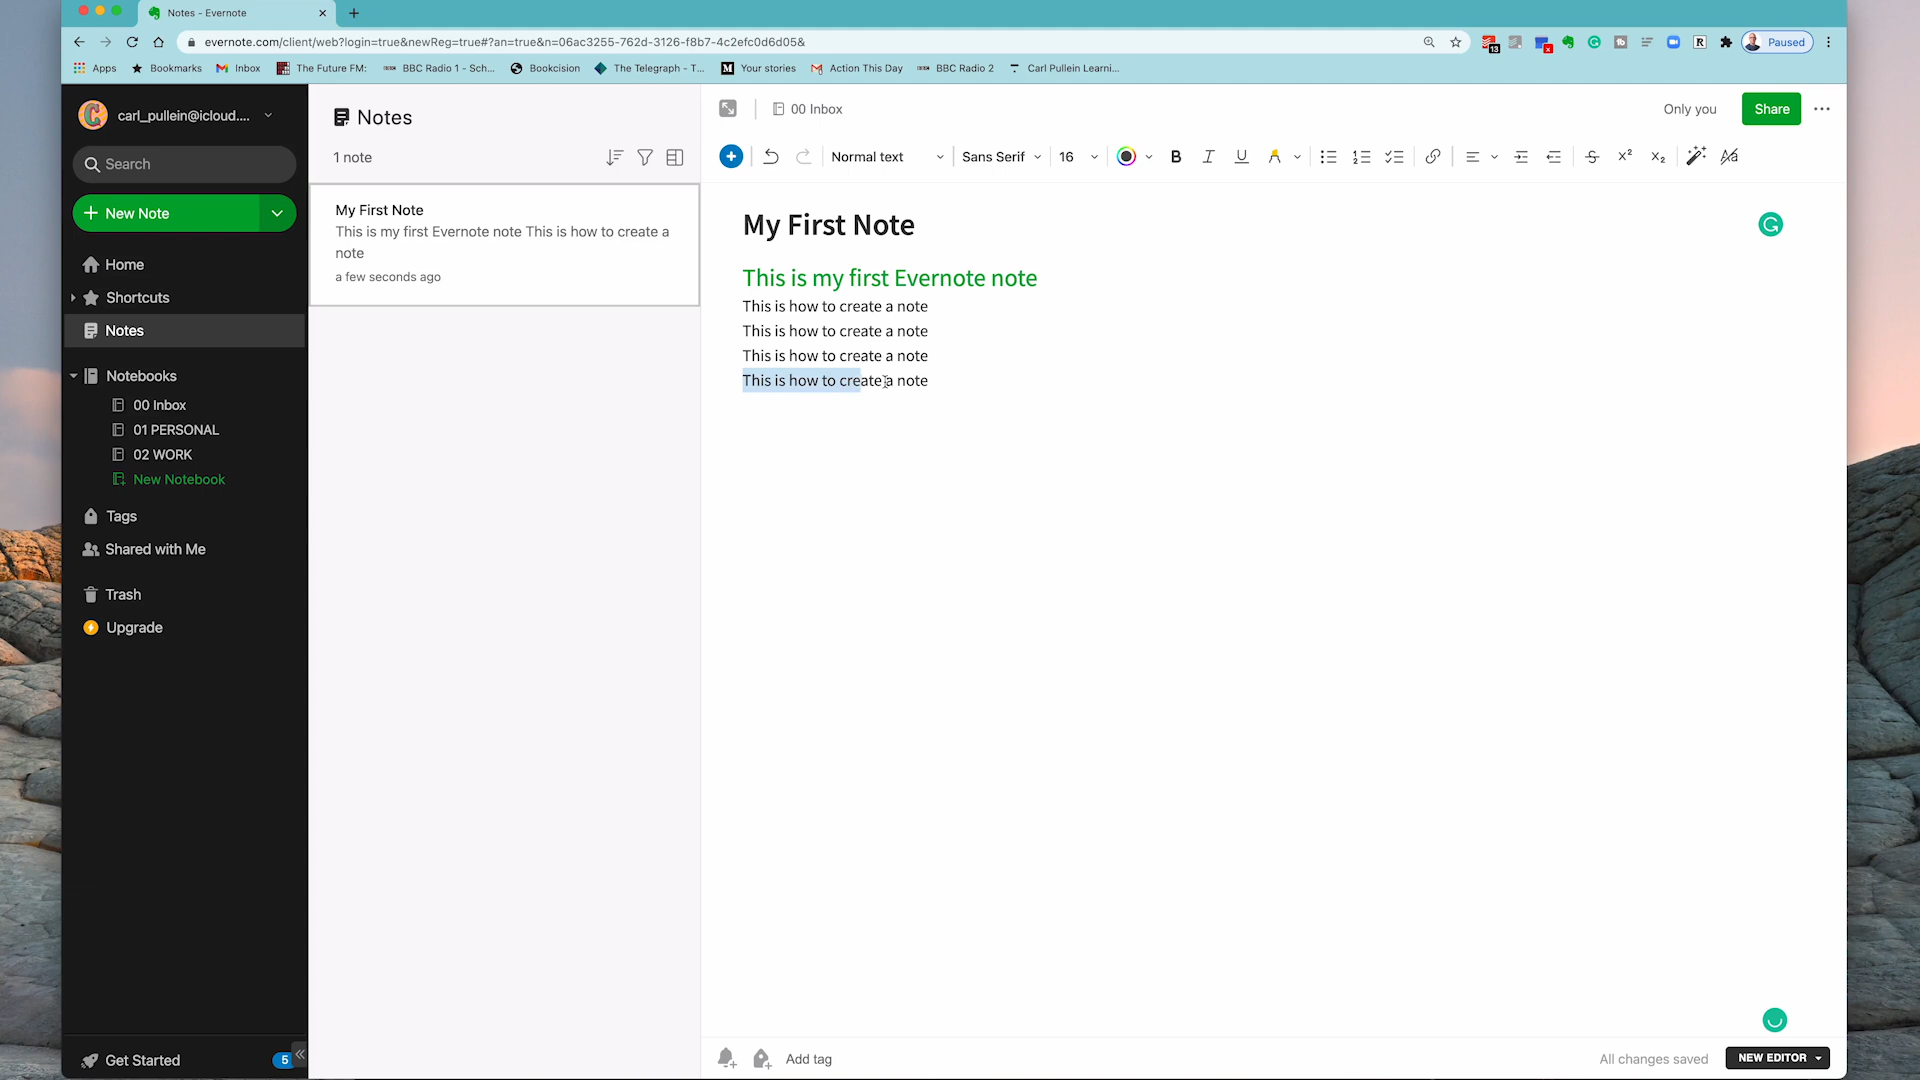 Notes - Evernote
evernote.com/client/web?login=true&newReg=true#?an=true&n=06ac3255-762d-3126-f8b7-4c2efc0d6d05&
13
Paused
Apps
Bookmarks
Inbox
The Future FM:
BBC Radio 1 - Sch...
Bookcision
The Telegraph - T...
Your stories
Action This Day
BBC Radio 2
Carl Pullein Learni...
carl_pullein@icloud....
Search
New Note
Home
Shortcuts
Notes
Notebooks
00 Inbox
01 PERSONAL
02 WORK
New Notebook
Tags
Shared with Me
Trash
Upgrade
Get Started
5
Notes
1 note
My First Note
This is my first Evernote note This is how to create a
note
a few seconds ago
00 Inbox
Only you
Share
Normal text
Sans Serif
16
My First Note
This is my first Evernote note
This is how to create a note
This is how to create a note
This is how to create a note
This is how to create a note
Add tag
All changes saved
NEW EDITOR